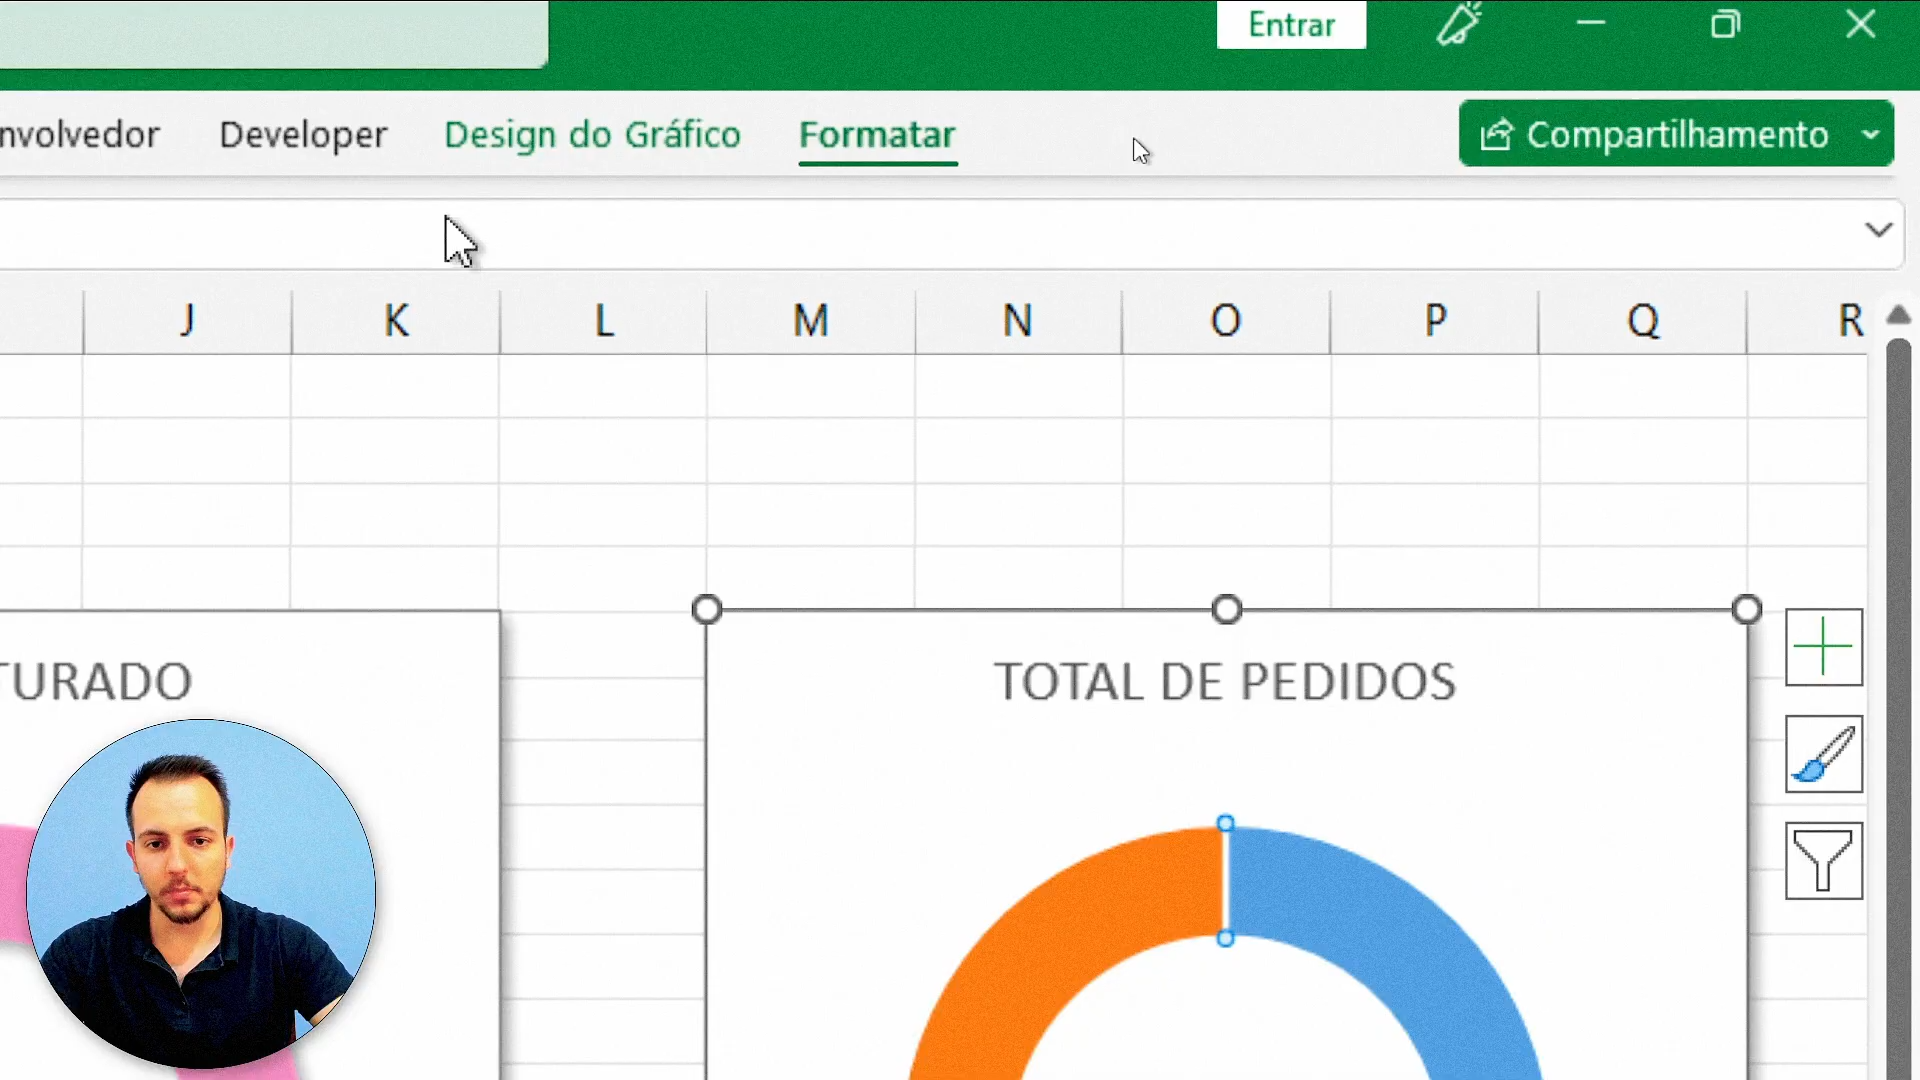 Entrar
nvolvedor Developer Design do Gráfico Formatar Compartilhamento
J K L M N O P Q R
TURADO
TOTAL DE PEDIDOS